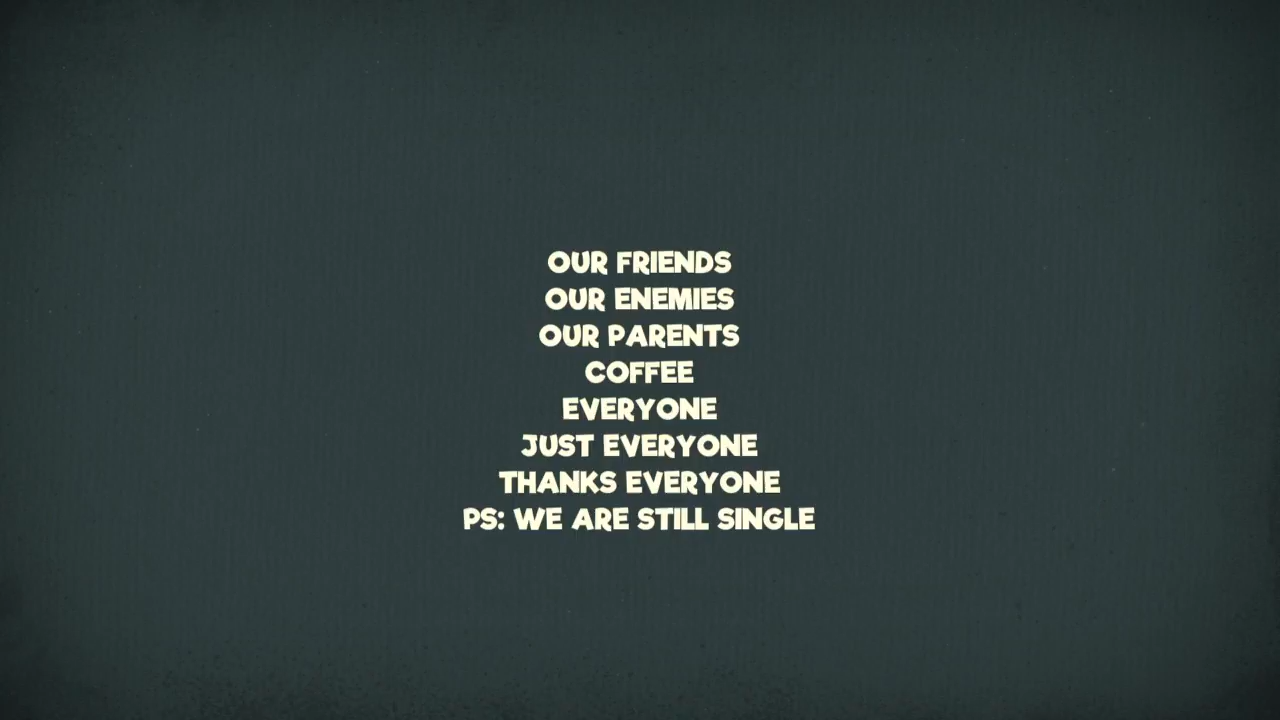 OUR FRIENDS
OUR ENEMIES
OUR PARENTS
COFFEE
EVERYONE
JUST EVERYONE
THANKS EVERYONE
PS: WE ARE STILL SINGLE